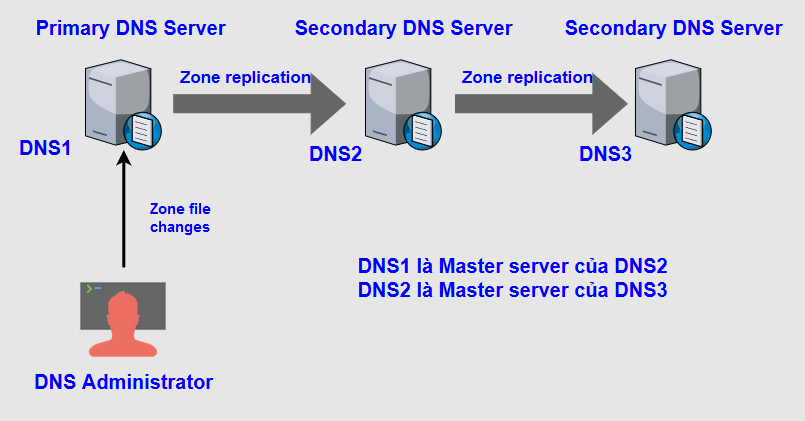 Primary DNS Server
Secondary DNS Server
Secondary DNS Server
Zone replication
Zone replication
DNS1
DNS2
DNS3
Zone file
changes
DNS1 là Master server của DNS2
DNS2 là Master server của DNS3
DNS Administrator